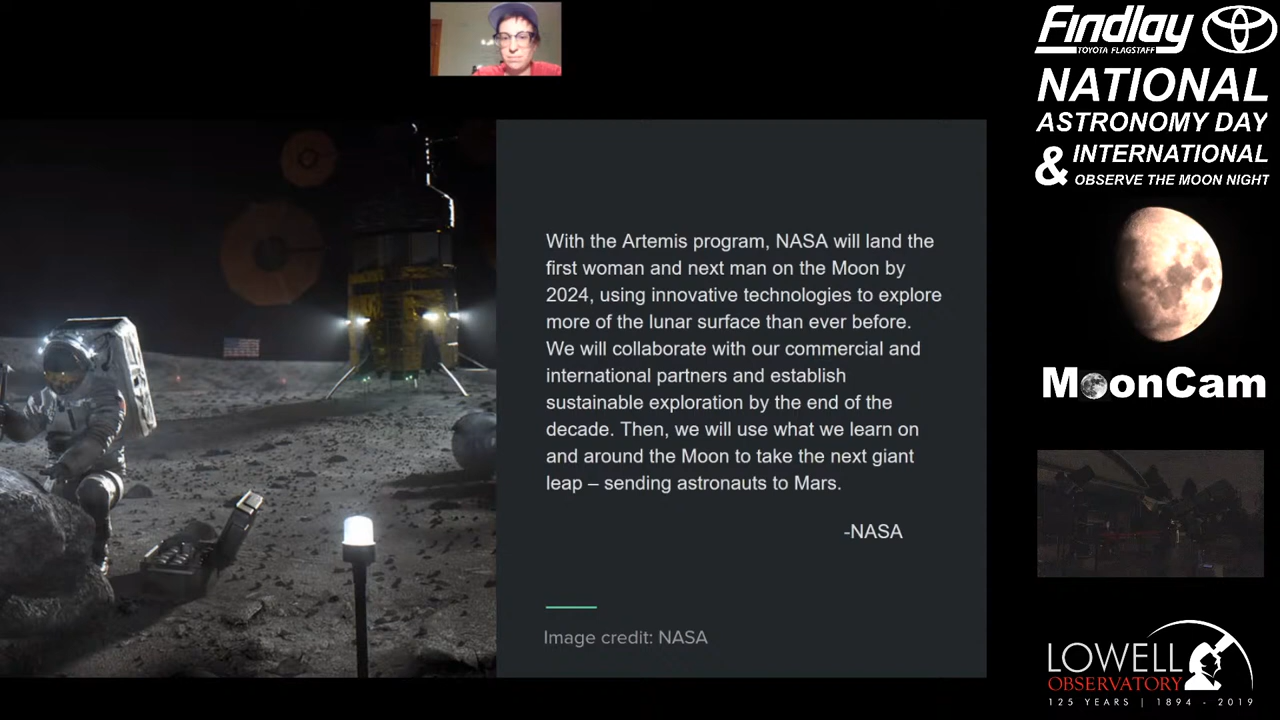 With the Artemis program, NASA will land the
first woman and next man on the Moon by
2024, using innovative technologies to explore
more of the lunar surface than ever before.
We will collaborate with our commercial and
international partners and establish
sustainable exploration by the end of the
decade. Then, we will use what we learn on
and around the Moon to take the next giant
leap – sending astronauts to Mars.
-NASA
Image credit: NASA
Findlay
TOYOTA FLAGSTAFF
NATIONAL
ASTRONOMY DAY
& INTERNATIONAL
OBSERVE THE MOON NIGHT
MoonCam
LOWELL
OBSERVATORY
125 YEARS | 1894 - 2019